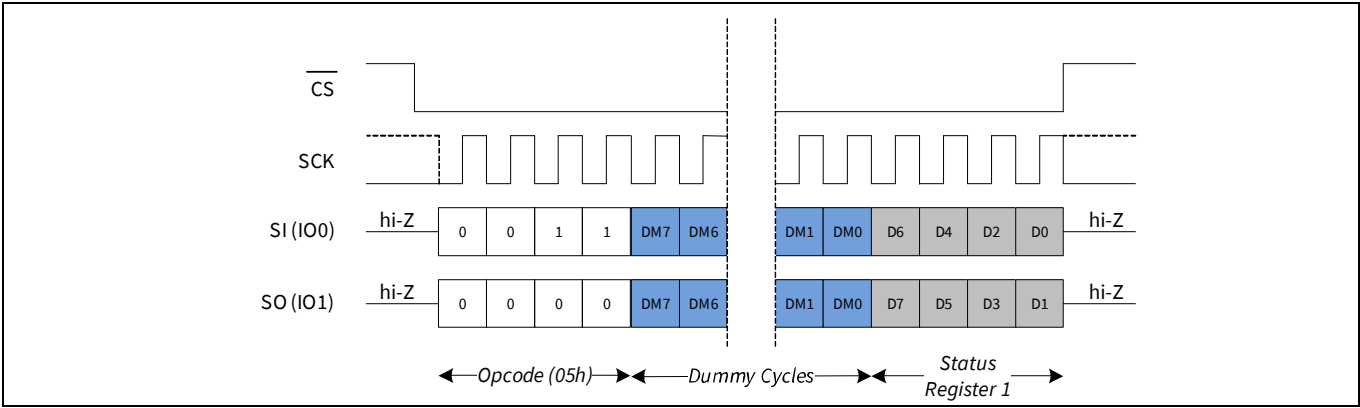 CS
SCK
SI (IO0) hi-Z 0 0 1 1 DM7 DM6 DM1 DM0 D6 D4 D2 D0 hi-Z
SO (IO1) hi-Z 0 0 0 0 DM7 DM6 DM1 DM0 D7 D5 D3 D1 hi-Z
Opcode (05h) Dummy Cycles Status
Register 1